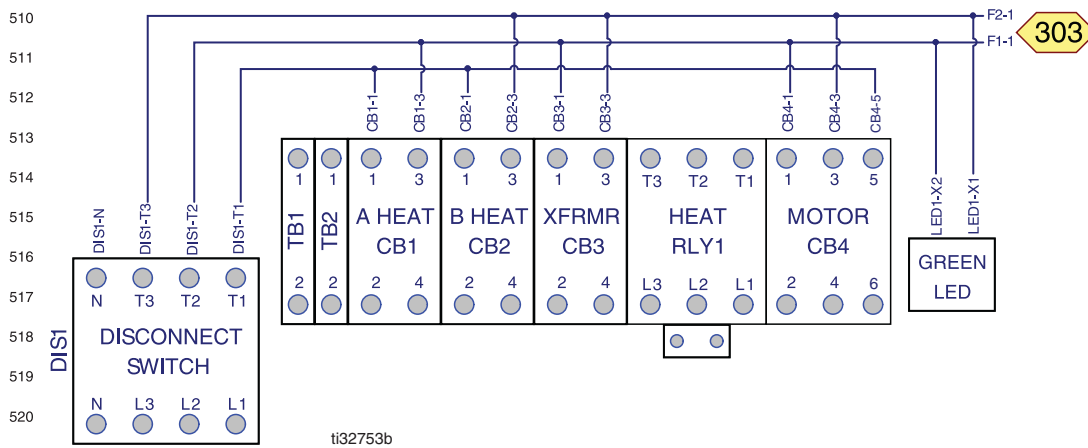 510
511
512
513
514
515
516
517
518
519
520
F2-1
F1-1
303
CB1-1
CB1-3
CB2-1
CB2-3
CB3-1
CB3-3
CB4-1
CB4-3
CB4-5
DIS1-N
DIS1-T3
DIS1-T2
DIS1-T1
LED1-X2
LED1-X1
1 1 1 3 1 3 1 3 T3 T2 T1 1 3 5
TB1
TB2
A HEAT
CB1
B HEAT
CB2
XFRMR
CB3
HEAT
RLY1
MOTOR
CB4
2 2 2 4 2 4 2 4 L3 L2 L1 2 4 6
GREEN
LED
DIS1
N T3 T2 T1
DISCONNECT
SWITCH
N L3 L2 L1
ti32753b